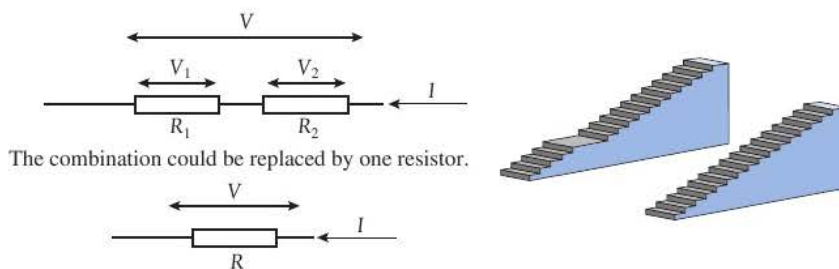 V
V₁ V₂
I
R₁ R₂
The combination could be replaced by one resistor.
V
I
R